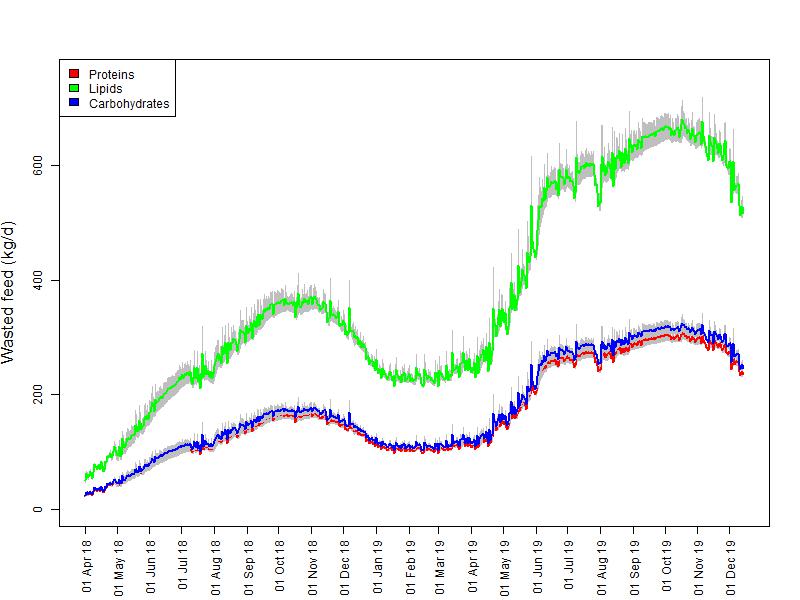 Proteins
Lipids
Carbohydrates
Wasted feed (kg/d)
600
400
200
0
01 Apr 18
01 May 18
01 Jun 18
01 Jul 18
01 Aug 18
01 Sep 18
01 Oct 18
01 Nov 18
01 Dec 18
01 Jan 19
01 Feb 19
01 Mar 19
01 Apr 19
01 May 19
01 Jun 19
01 Jul 19
01 Aug 19
01 Sep 19
01 Oct 19
01 Nov 19
01 Dec 19